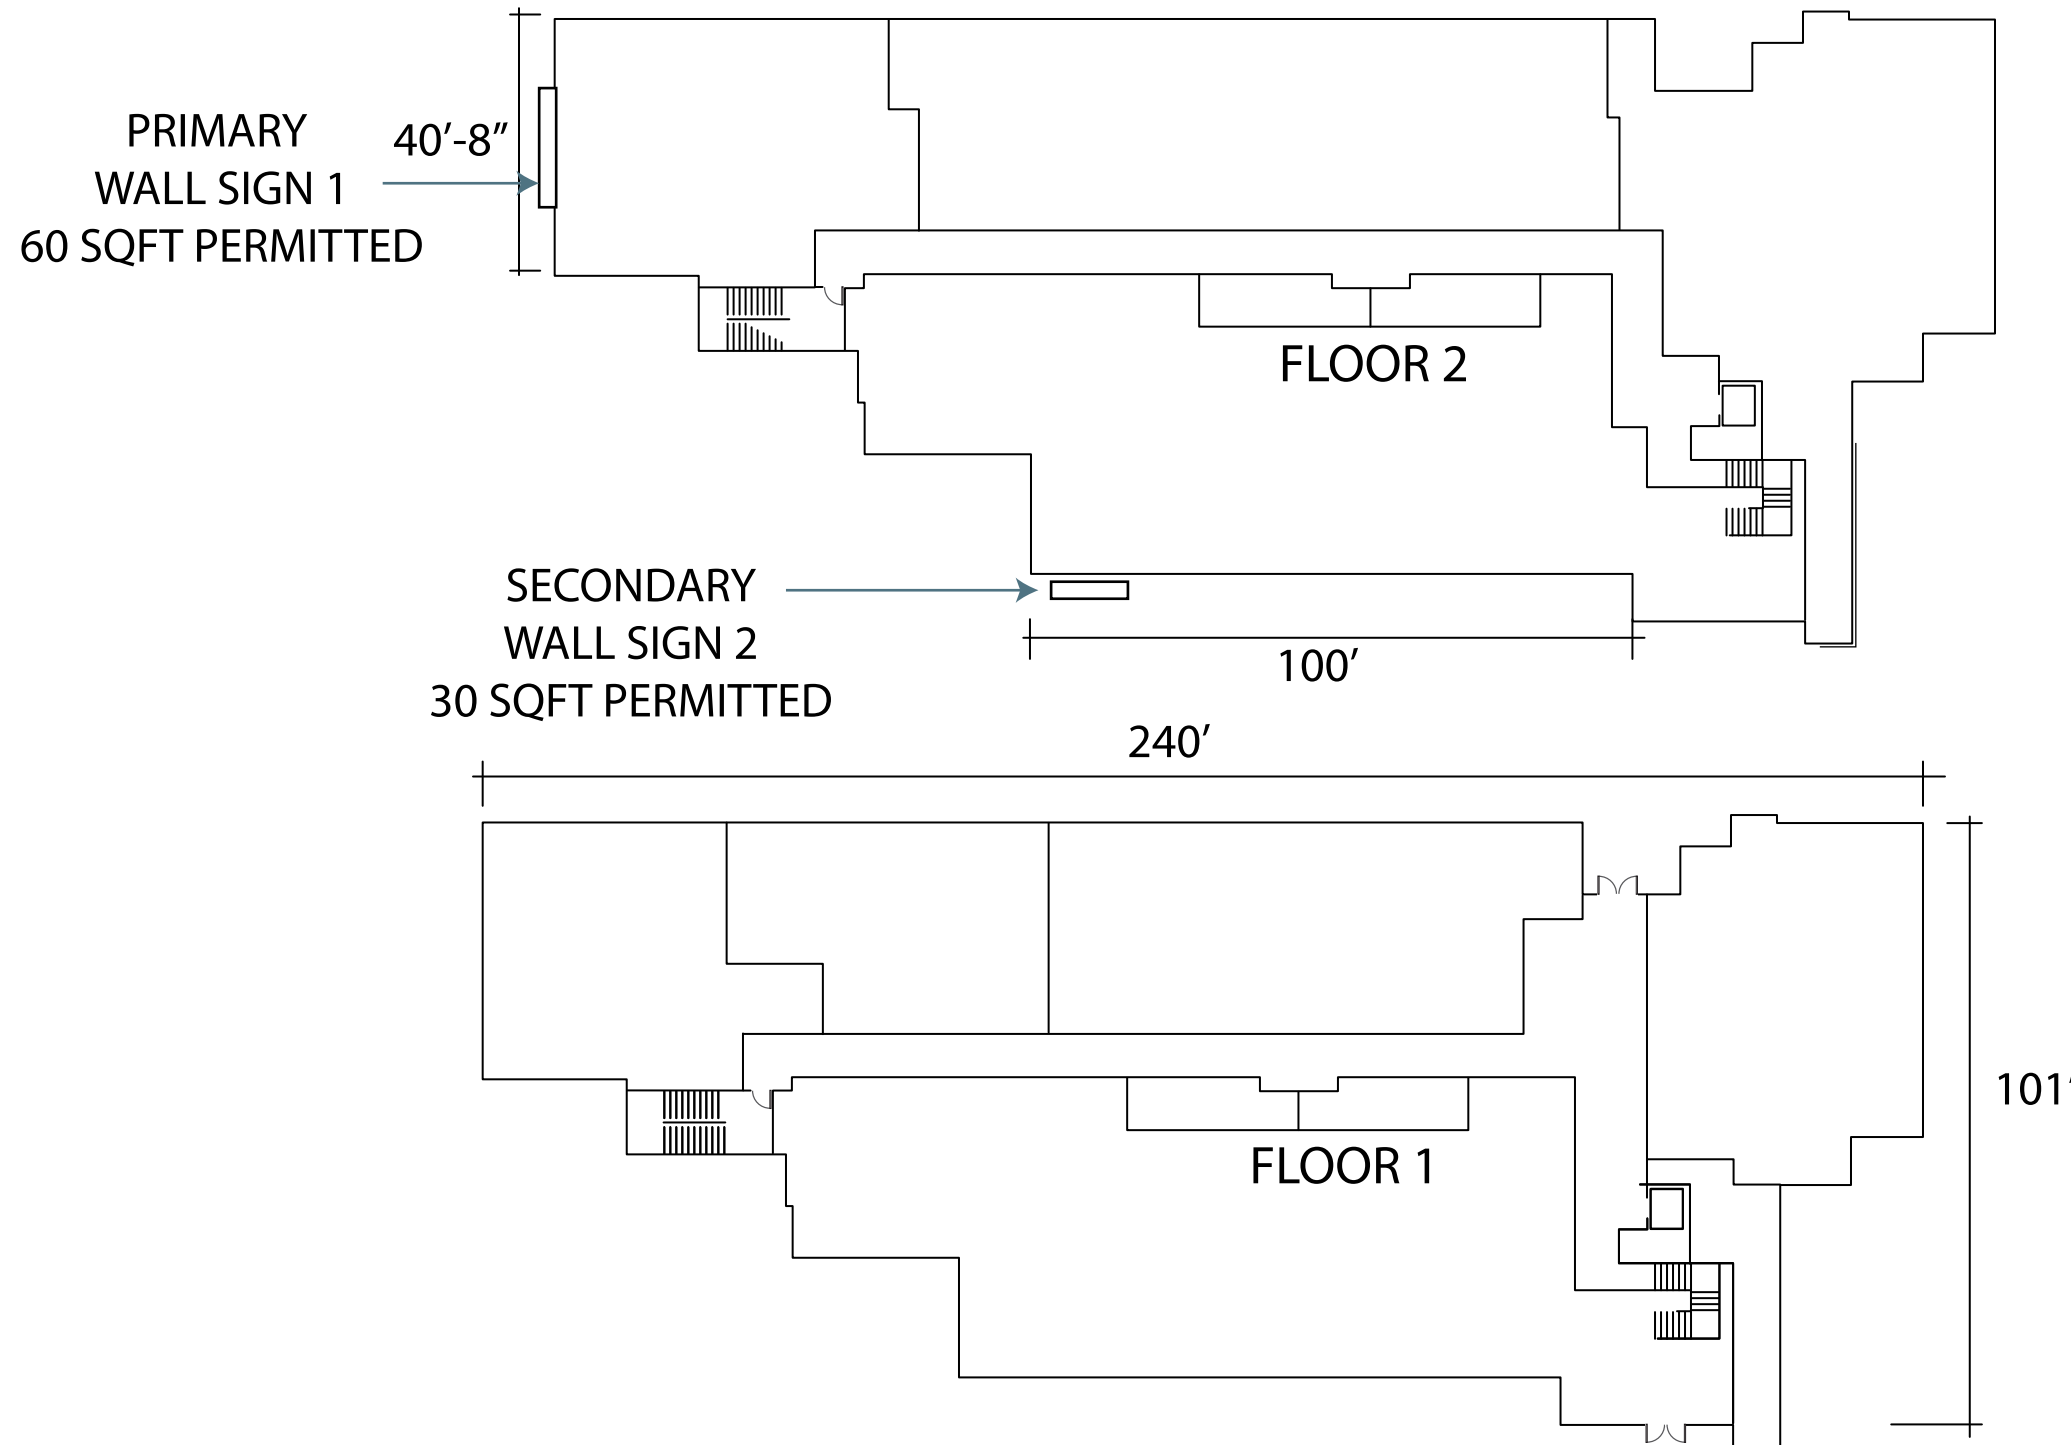 PRIMARY
WALL SIGN 1
60 SQFT PERMITTED
40’-8”
FLOOR 2
SECONDARY
WALL SIGN 2
30 SQFT PERMITTED
100’
240’
101’
FLOOR 1